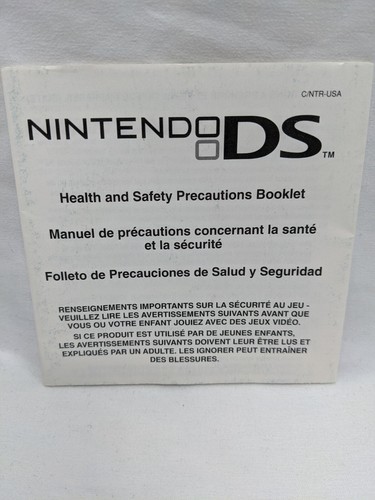 C/NTR-USA
NINTENDO DS™
Health and Safety Precautions Booklet
Manuel de précautions concernant la santé
et la sécurité
Folleto de Precauciones de Salud y Seguridad
RENSEIGNEMENTS IMPORTANTS SUR LA SÉCURITÉ AU JEU -
VEUILLEZ LIRE LES AVERTISSEMENTS SUIVANTS AVANT QUE
VOUS OU VOTRE ENFANT JOUIEZ AVEC DES JEUX VIDÉO.
SI CE PRODUIT EST UTILISÉ PAR DE JEUNES ENFANTS,
LES AVERTISSEMENTS SUIVANTS DOIVENT LEUR ÊTRE LUS ET
EXPLIQUÉS PAR UN ADULTE. LES IGNORER PEUT ENTRAÎNER
DES BLESSURES.